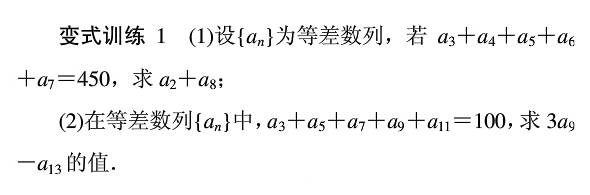 变式训练 1 (1)设{aₙ}为等差数列，若 a₃＋a₄＋a₅＋a₆
＋a₇＝450，求 a₂＋a₈；
(2)在等差数列{aₙ}中，a₃＋a₅＋a₇＋a₉＋a₁₁＝100，求 3a₉
－a₁₃ 的值．